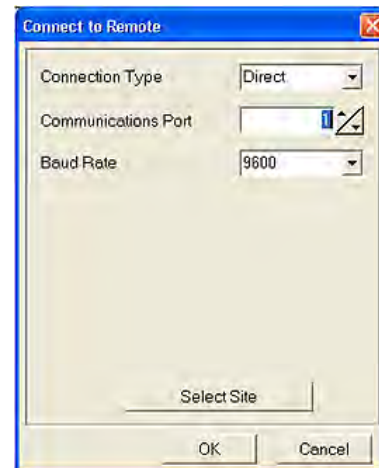 Connect to Remote
Connection Type Direct
Communications Port 1
Baud Rate 9600
Select Site
OK Cancel